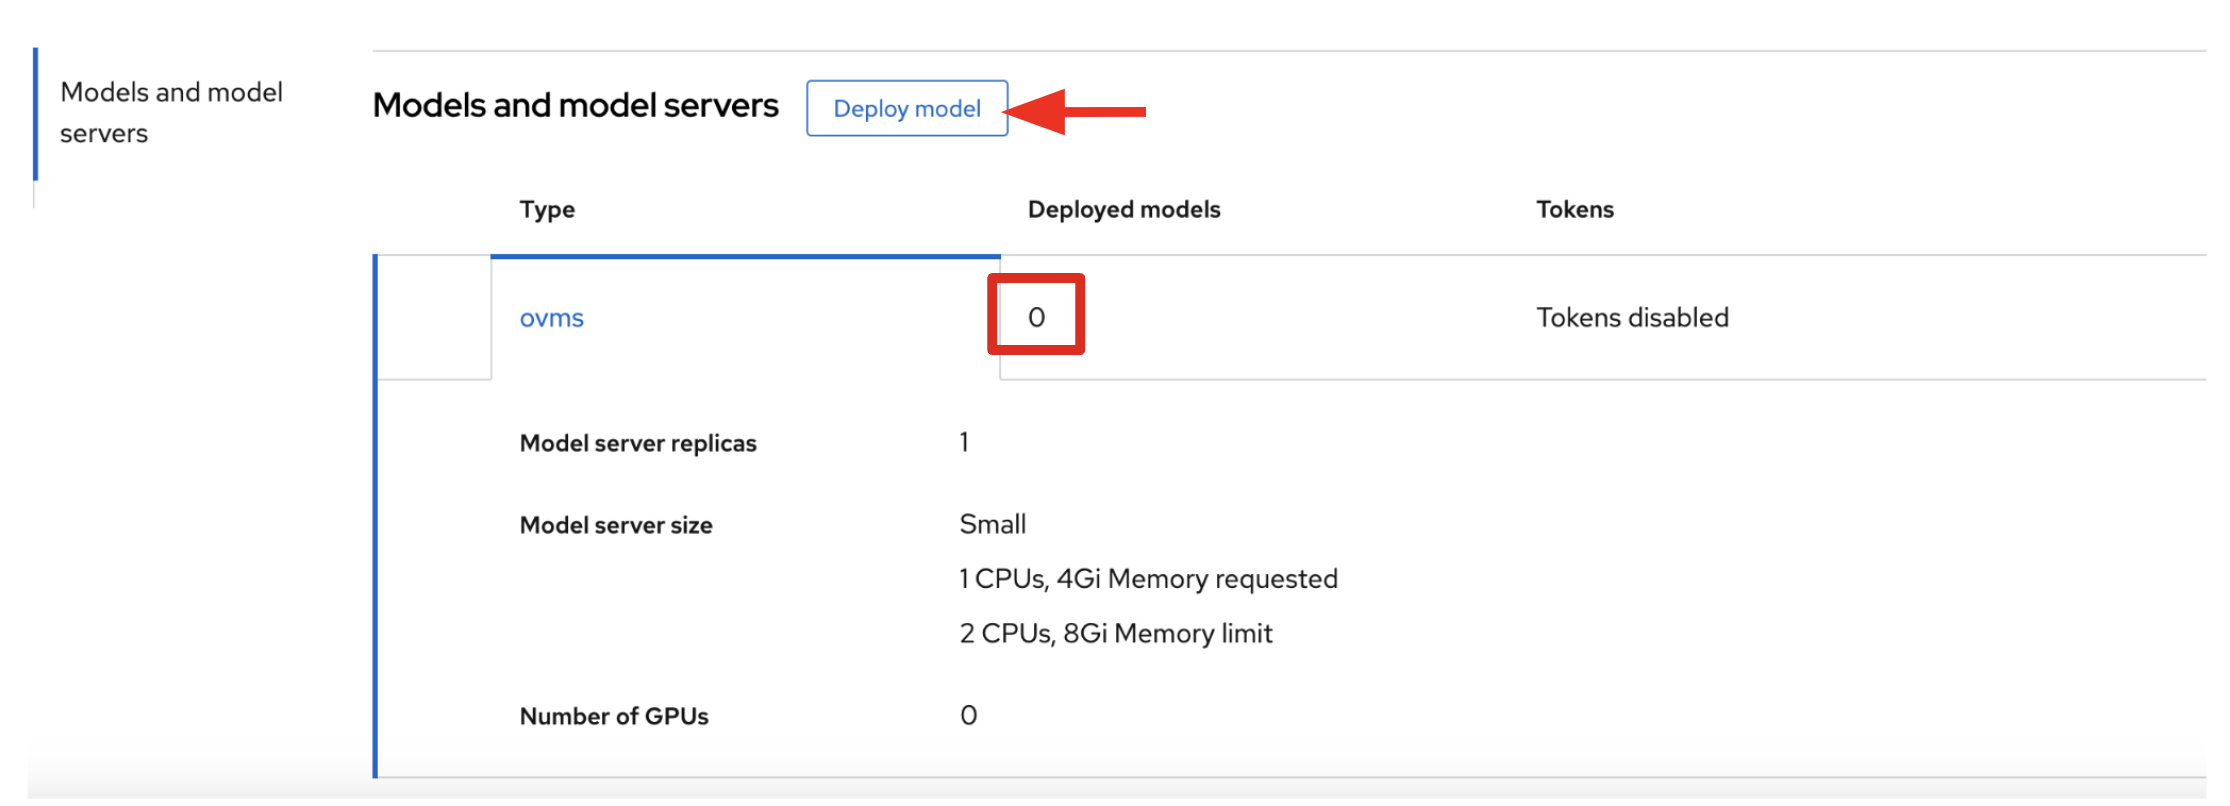 Models and model
servers
Models and model servers
Deploy model
Type
Deployed models
Tokens
ovms
0
Tokens disabled
Model server replicas
1
Model server size
Small
1 CPUs, 4Gi Memory requested
2 CPUs, 8Gi Memory limit
Number of GPUs
0